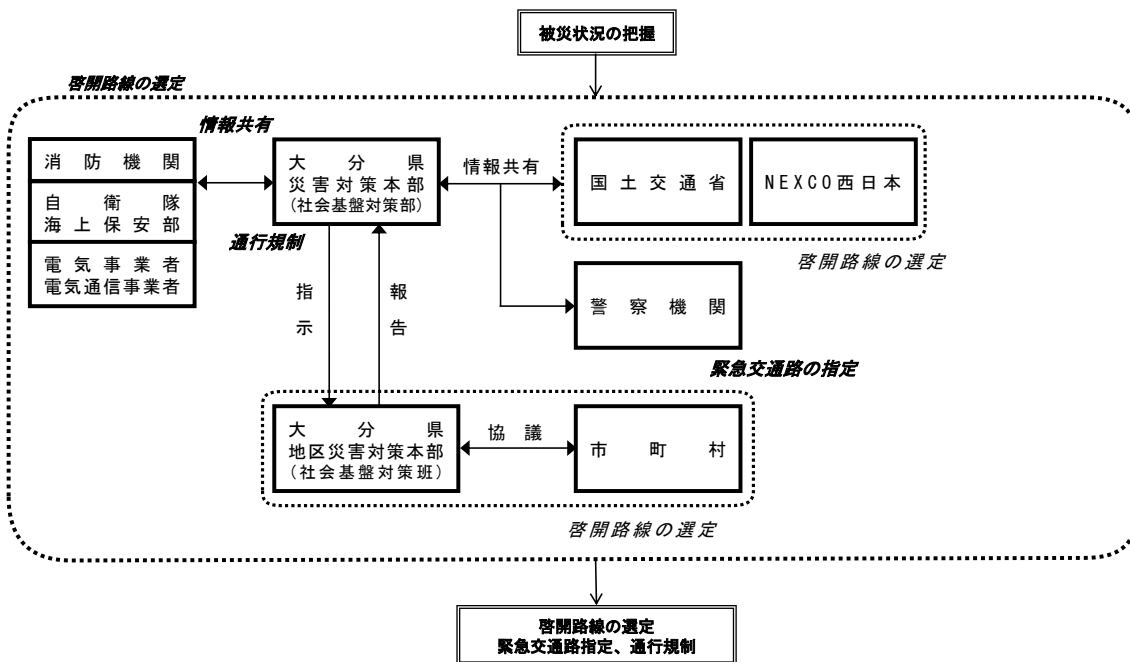 被災状況の把握
啓開路線の選定
情報共有
消防機関
自衛隊
海上保安部
電気事業者
電気通信事業者
大分県
災害対策本部
(社会基盤対策部)
情報共有
国土交通省
NEXCO西日本
啓開路線の選定
通行規制
指示
報告
警察機関
緊急交通路の指定
大分県
地区災害対策本部
(社会基盤対策班)
協議
市町村
啓開路線の選定
啓開路線の選定
緊急交通路指定、通行規制